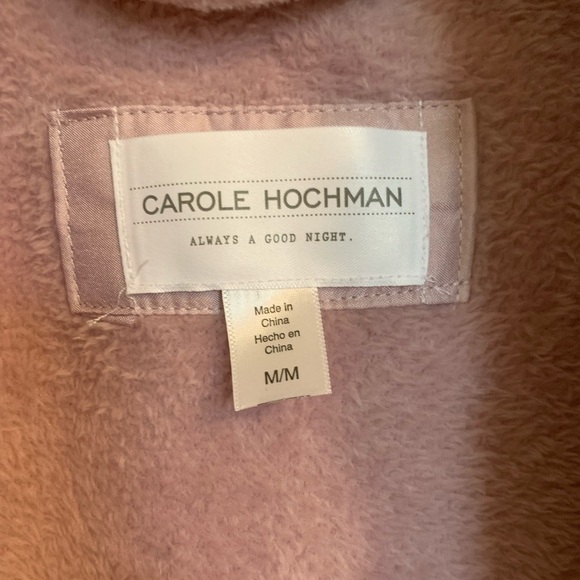 CAROLE HOCHMAN
ALWAYS A GOOD NIGHT.
Made in
China
Hecho en
China
M/M